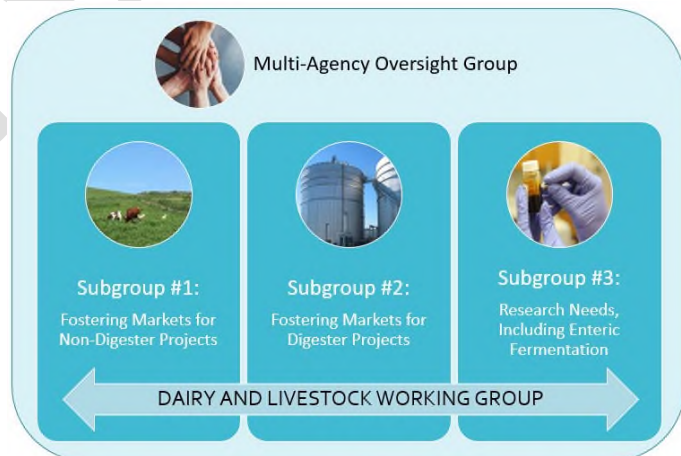 Multi-Agency Oversight Group
Subgroup #1:
Fostering Markets for
Non-Digester Projects
Subgroup #2:
Fostering Markets for
Digester Projects
Subgroup #3:
Research Needs,
Including Enteric
Fermentation
DAIRY AND LIVESTOCK WORKING GROUP